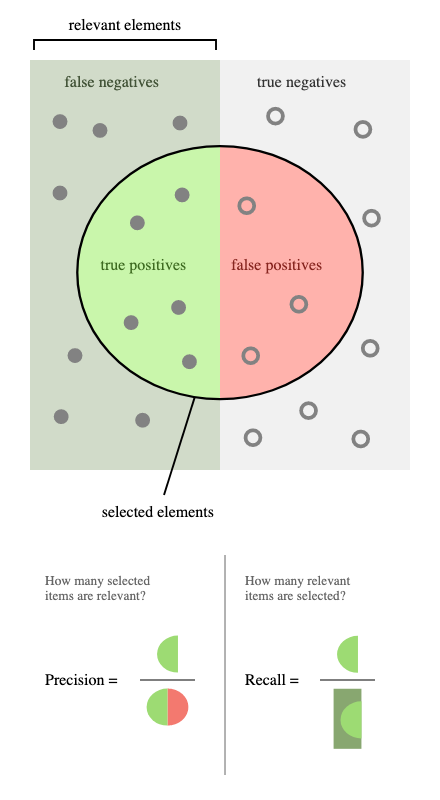 relevant elements
false negatives
true negatives
true positives
false positives
selected elements
How many selected
items are relevant?
How many relevant
items are selected?
Precision =
Recall =